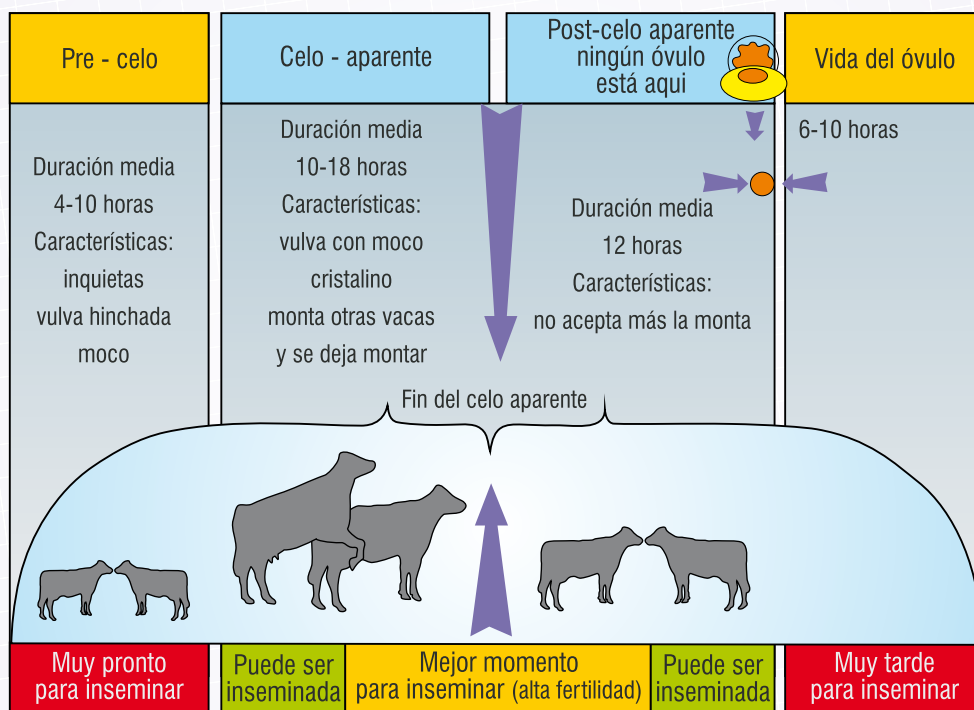 Pre - celo
Celo - aparente
Post-celo aparente
ningún óvulo
está aqui
Vida del óvulo
Duración media
4-10 horas
Características:
inquietas
vulva hinchada
moco
Duración media
10-18 horas
Características:
vulva con moco
cristalino
monta otras vacas
y se deja montar
Duración media
12 horas
Características:
no acepta más la monta
6-10 horas
Fin del celo aparente
Muy pronto
para inseminar
Puede ser
inseminada
Mejor momento
para inseminar (alta fertilidad)
Puede ser
inseminada
Muy tarde
para inseminar